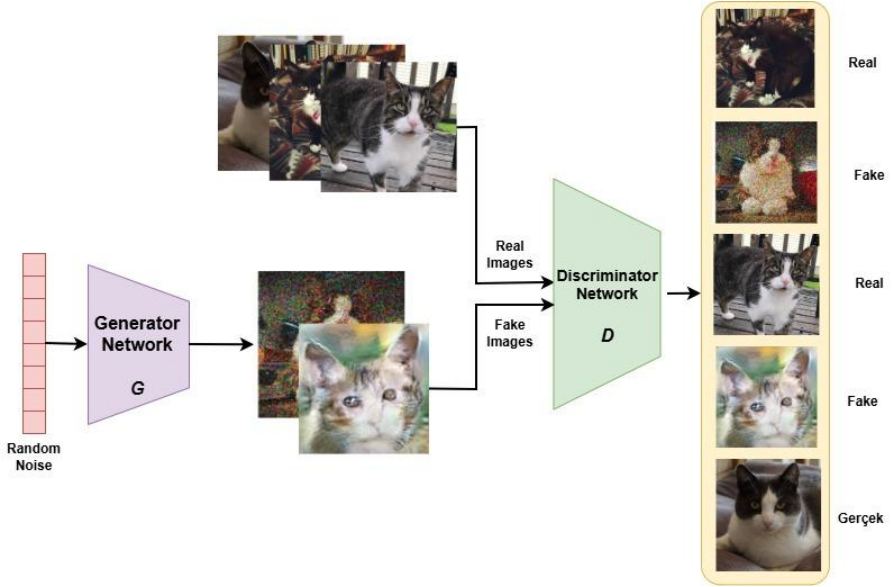 Real
Fake
Real
Images
Discriminator
Network
D
Real
Generator
Network
G
Fake
Images
Random
Noise
Fake
Gerçek